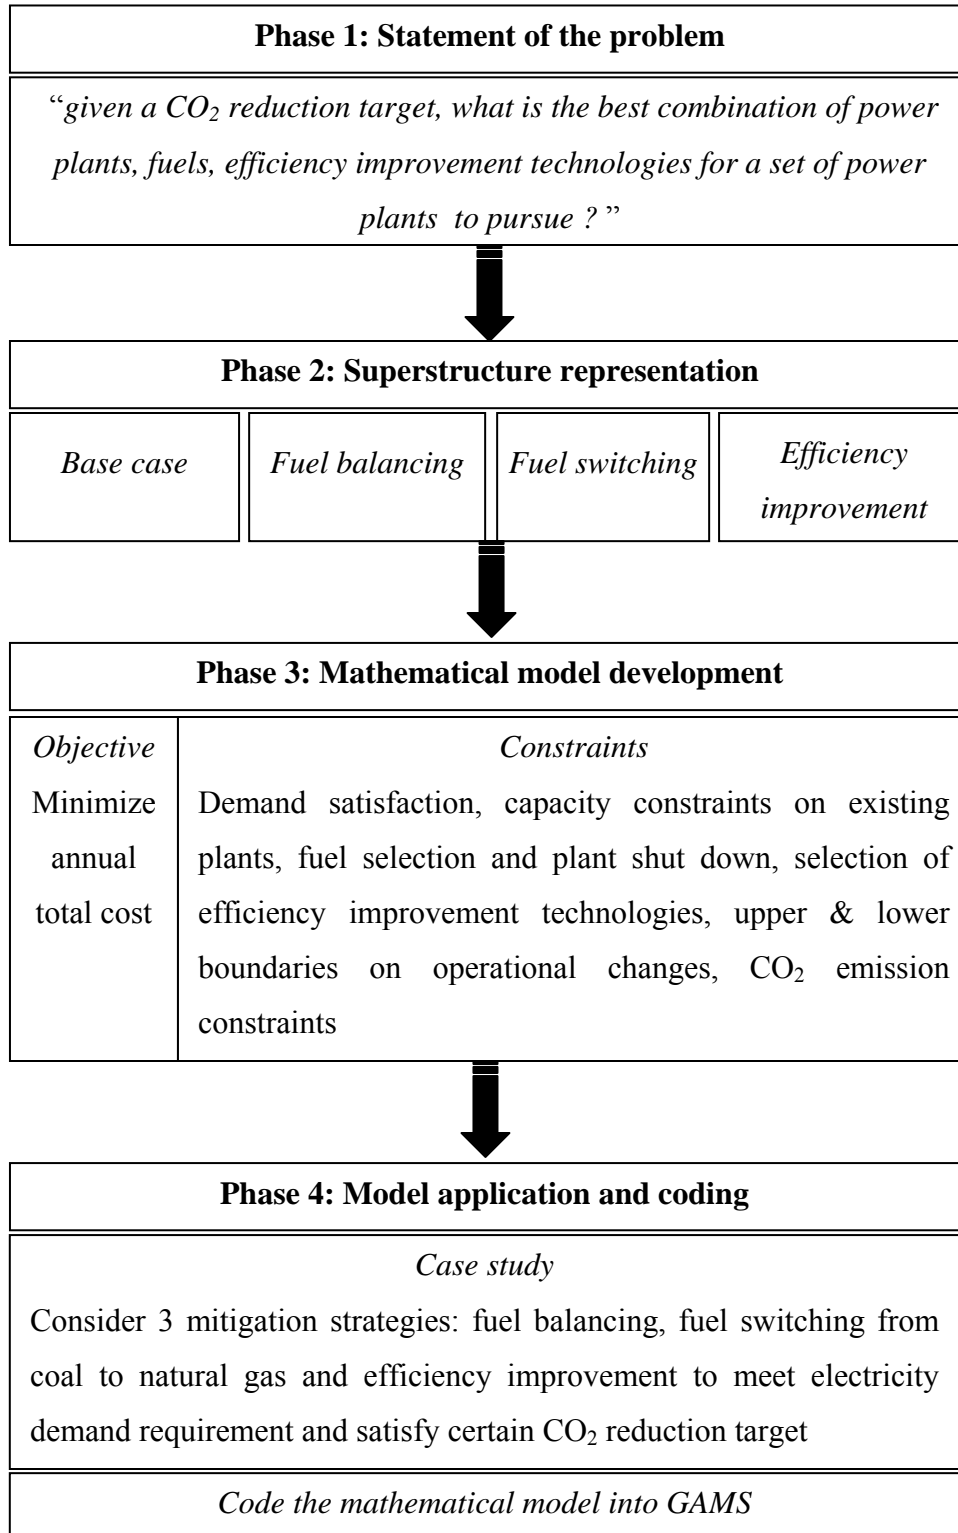 Phase 1: Statement of the problem
“given a CO₂ reduction target, what is the best combination of power
plants, fuels, efficiency improvement technologies for a set of power
plants to pursue ? ”
Phase 2: Superstructure representation
Base case
Fuel balancing
Fuel switching
Efficiency
improvement
Phase 3: Mathematical model development
Objective
Minimize
annual
total cost
Constraints
Demand satisfaction, capacity constraints on existing
plants, fuel selection and plant shut down, selection of
efficiency improvement technologies, upper & lower
boundaries on operational changes, CO₂ emission
constraints
Phase 4: Model application and coding
Case study
Consider 3 mitigation strategies: fuel balancing, fuel switching from
coal to natural gas and efficiency improvement to meet electricity
demand requirement and satisfy certain CO₂ reduction target
Code the mathematical model into GAMS